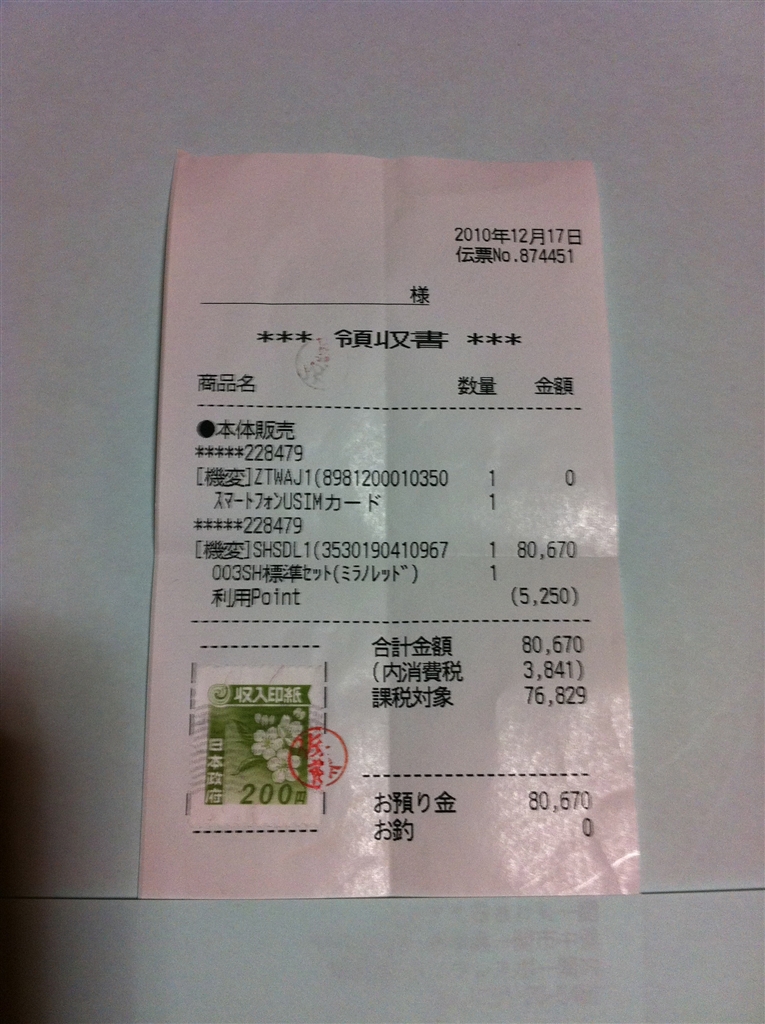 2010年12月17日
伝票No.874451
様
*** 領収書 ***
商品名 数量 金額
●本体販売
*****228479
[機変]ZTWAJ1(8981200010350 1 0
スマートフォンUSIMカード 1
*****228479
[機変]SHSDL1(3530190410967 1 80,670
003SH標準セット(ミラノレッド) 1
利用Point (5,250)
合計金額 80,670
(内消費税 3,841)
課税対象 76,829
収入印紙
日本政府
200円
お預り金 80,670
お釣 0